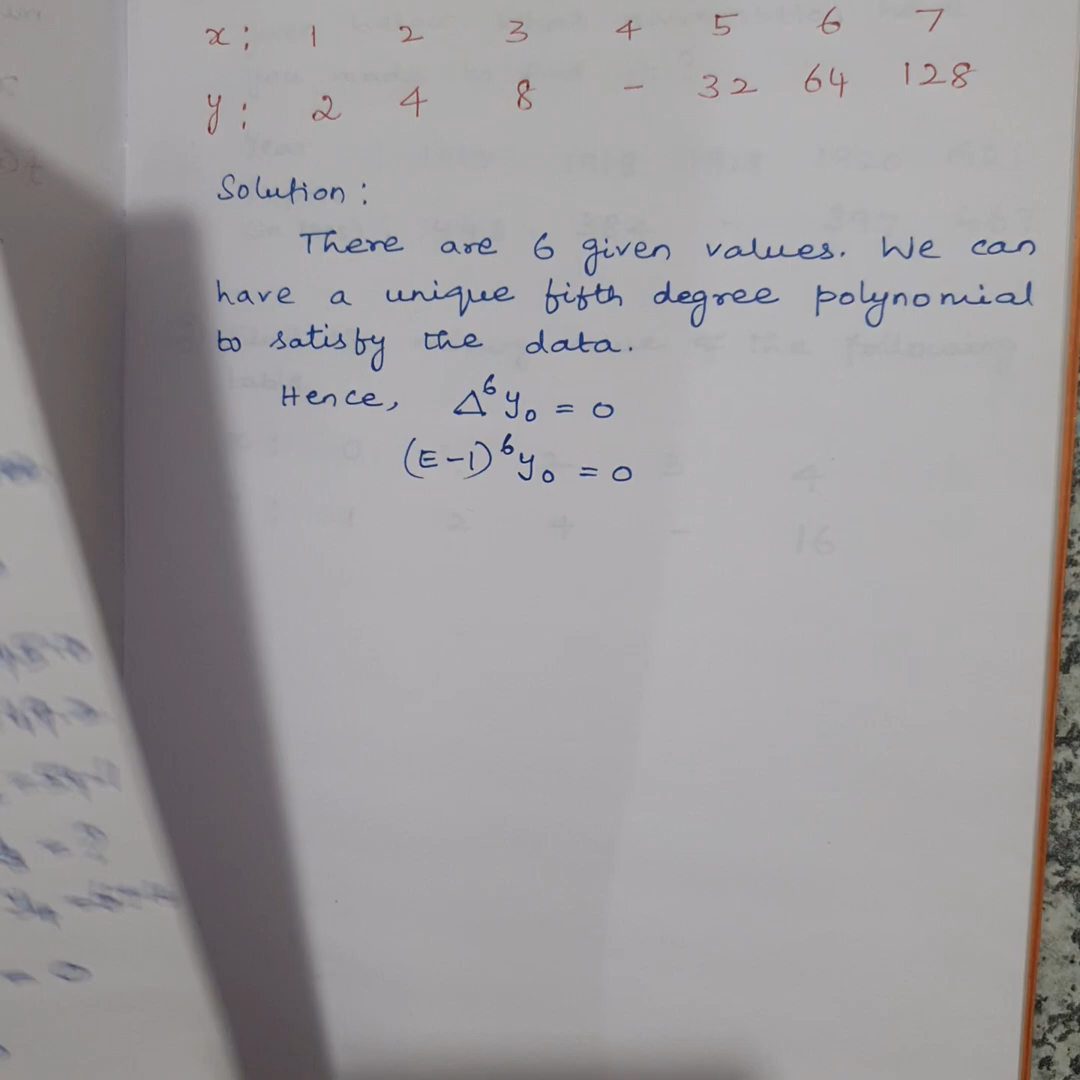 x: 1 2 3 4 5 6 7
y: 2 4 8 - 32 64 128
Solution:
There are 6 given values. We can
have a unique fifth degree polynomial
to satisfy the data.
Hence, Δ⁶y₀ = 0
(E-1)⁶y₀ = 0